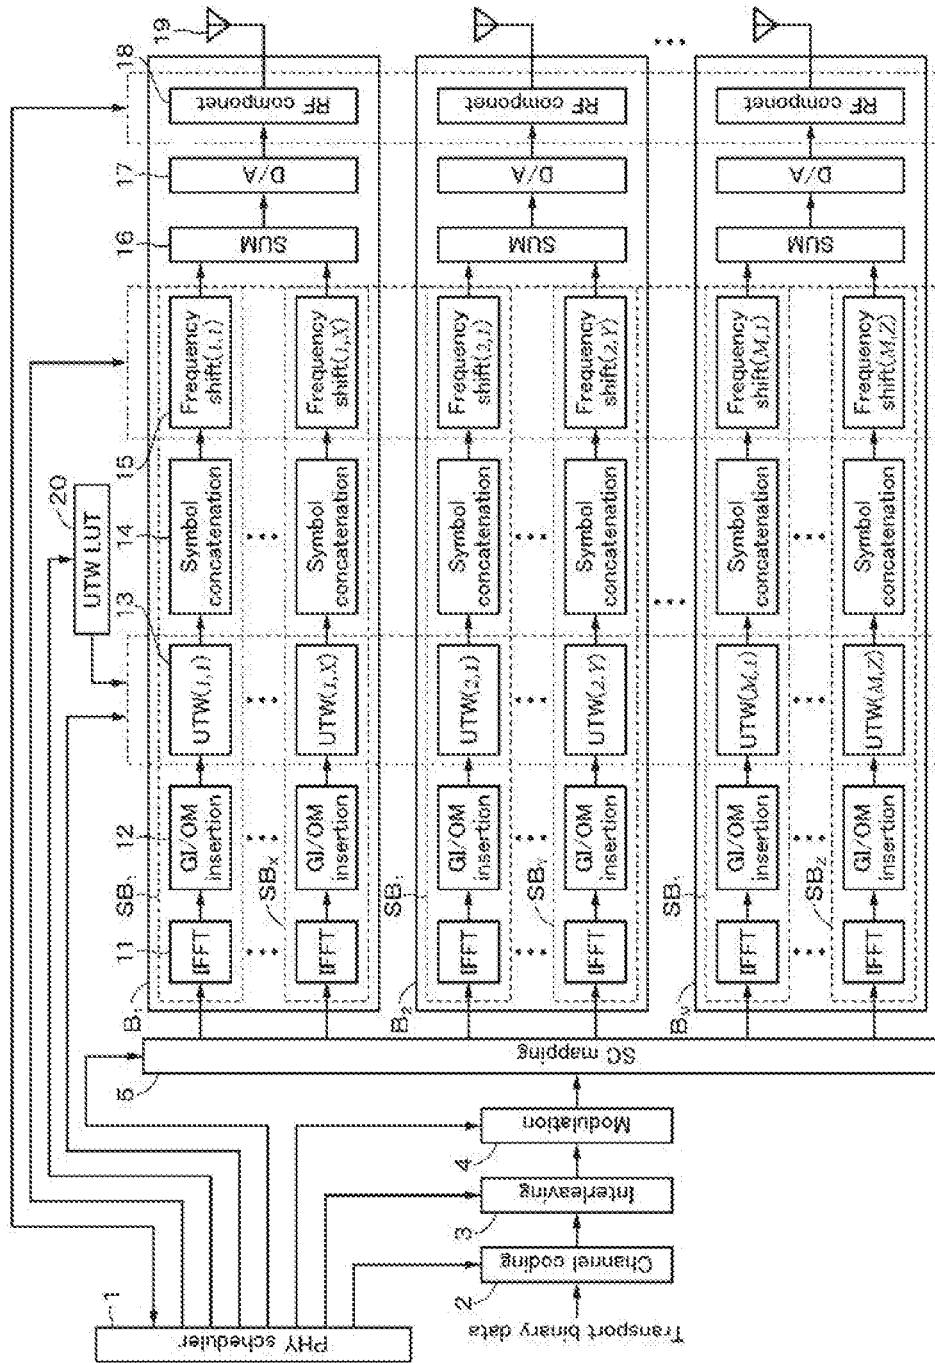 PHY scheduler
1
Transport binary data
Channel coding
2
Interleaving
3
Modulation
4
SC mapping
5
UTW LUT
20
B₁
SB₁
11
12
13
14
15
16
17
18
19
IFFT
GI/OM
insertion
UTW(1,1)
Symbol
concatenation
Frequency
shift(1,1)
SUM
D/A
RF componet
SBX
IFFT
GI/OM
insertion
UTW(1,X)
Symbol
concatenation
Frequency
shift(1,X)
B₂
SB₁
IFFT
GI/OM
insertion
UTW(2,1)
Symbol
concatenation
Frequency
shift(2,1)
SUM
D/A
RF componet
SBY
IFFT
GI/OM
insertion
UTW(2,Y)
Symbol
concatenation
Frequency
shift(2,Y)
BM
SB₁
IFFT
GI/OM
insertion
UTW(M,1)
Symbol
concatenation
Frequency
shift(M,1)
SUM
D/A
RF componet
SBZ
IFFT
GI/OM
insertion
UTW(M,Z)
Symbol
concatenation
Frequency
shift(M,Z)